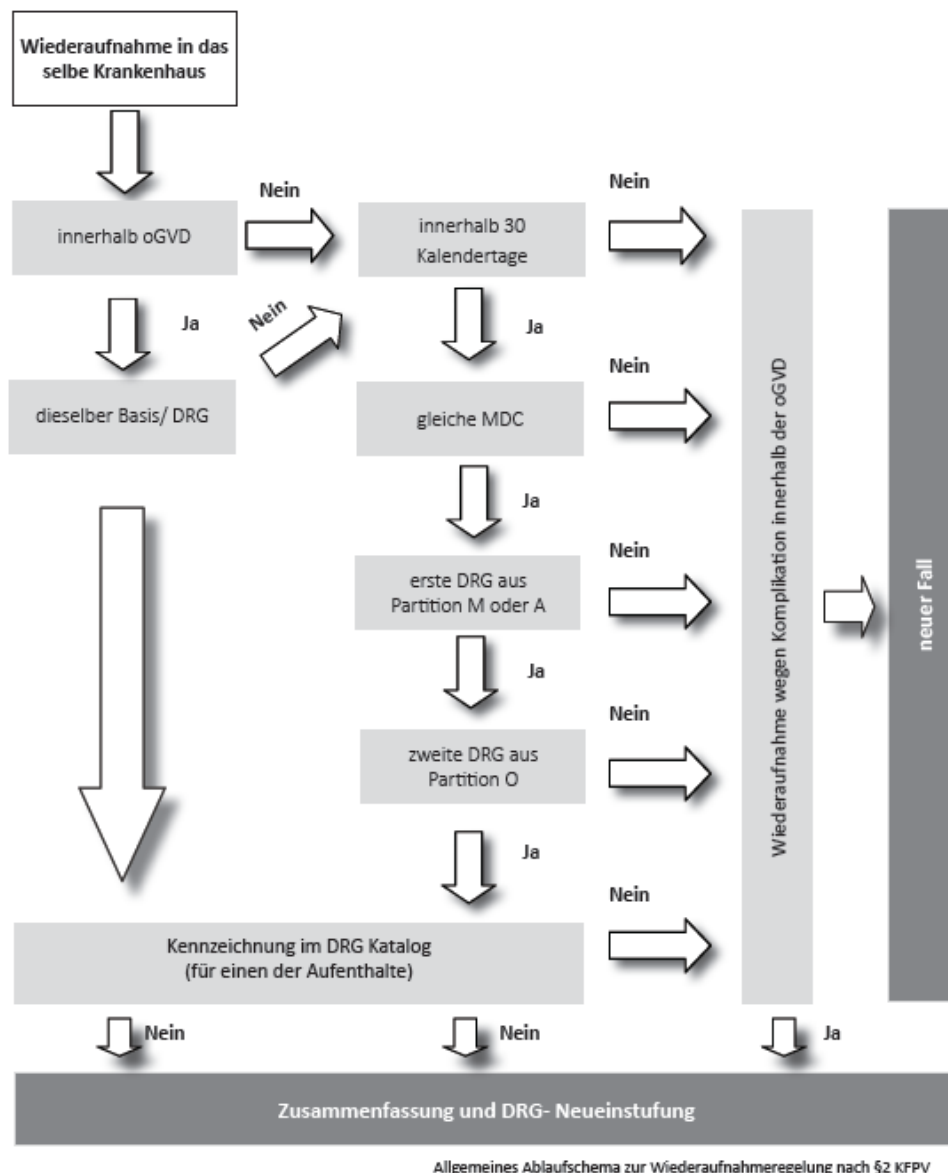 Wiederaufnahme in das
selbe Krankenhaus
Nein
Nein
innerhalb oGVD
innerhalb 30
Kalendertage
Ja
Nein
Ja
Nein
dieselber Basis/ DRG
gleiche MDC
Ja
Nein
erste DRG aus
Partition M oder A
Ja
Nein
zweite DRG aus
Partition O
Ja
Nein
Kennzeichnung im DRG Katalog
(für einen der Aufenthalte)
Wiederaufnahme wegen Komplikation innerhalb der oGVD
neuer Fall
Nein
Nein
Ja
Zusammenfassung und DRG- Neueinstufung
Allgemeines Ablaufschema zur Wiederaufnahmeregelung nach §2 KFPV